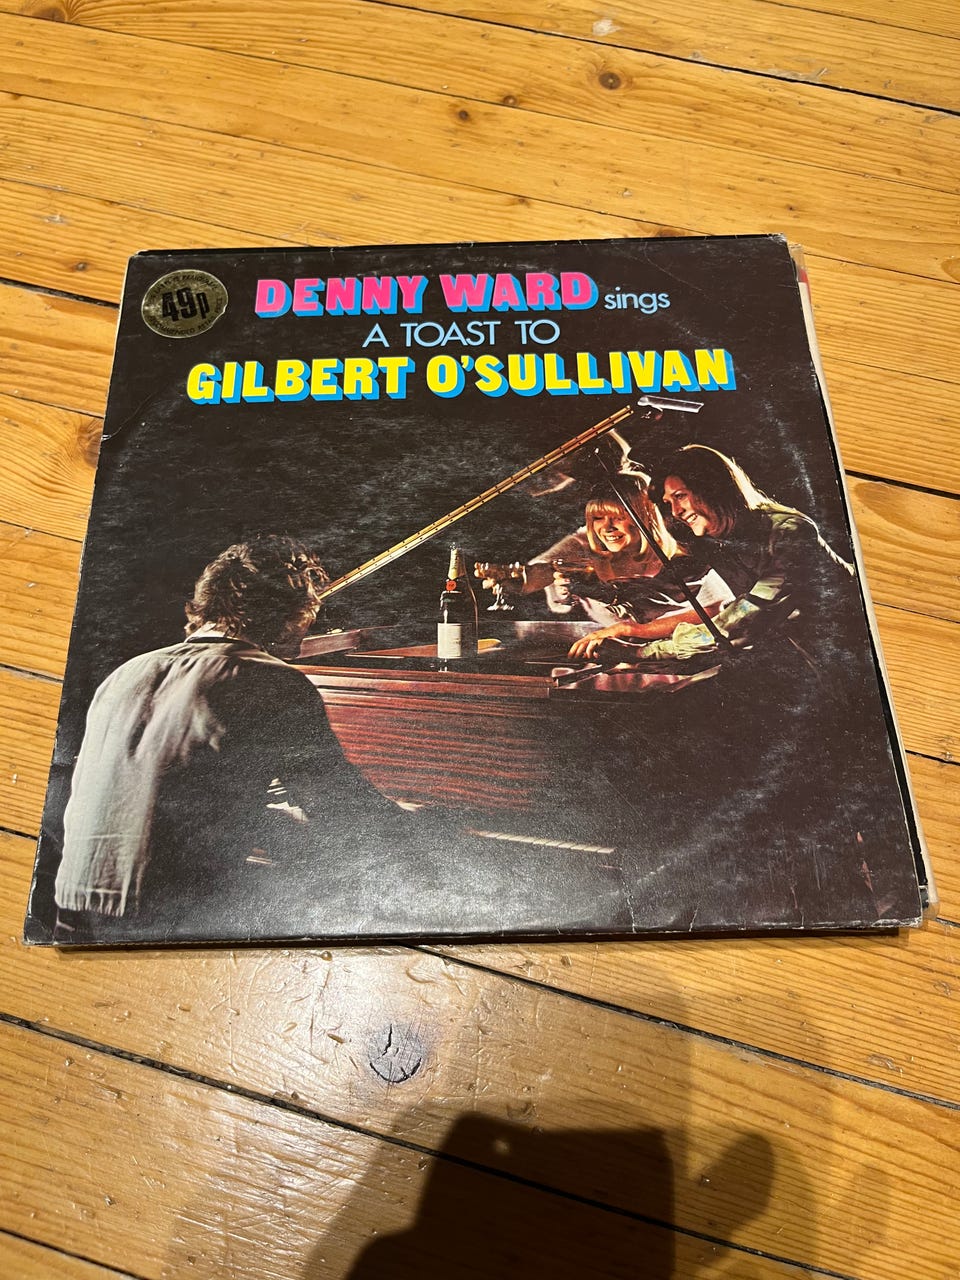 DENNY WARD sings
A TOAST TO
GILBERT O'SULLIVAN
49p